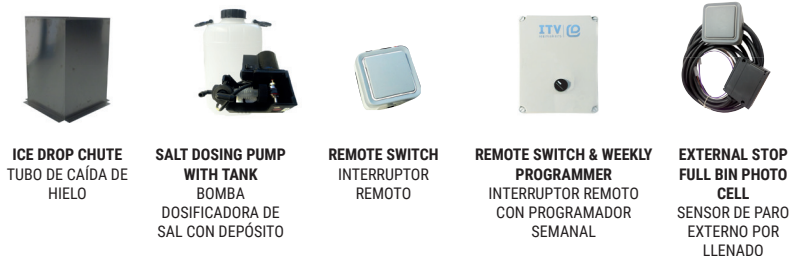 ITV
ICE DROP CHUTE
TUBO DE CAÍDA DE
HIELO
SALT DOSING PUMP
WITH TANK
BOMBA
DOSIFICADORA DE
SAL CON DEPÓSITO
REMOTE SWITCH
INTERRUPTOR
REMOTO
REMOTE SWITCH & WEEKLY
PROGRAMMER
INTERRUPTOR REMOTO
CON PROGRAMADOR
SEMANAL
EXTERNAL STOP
FULL BIN PHOTO
CELL
SENSOR DE PARO
EXTERNO POR
LLENADO